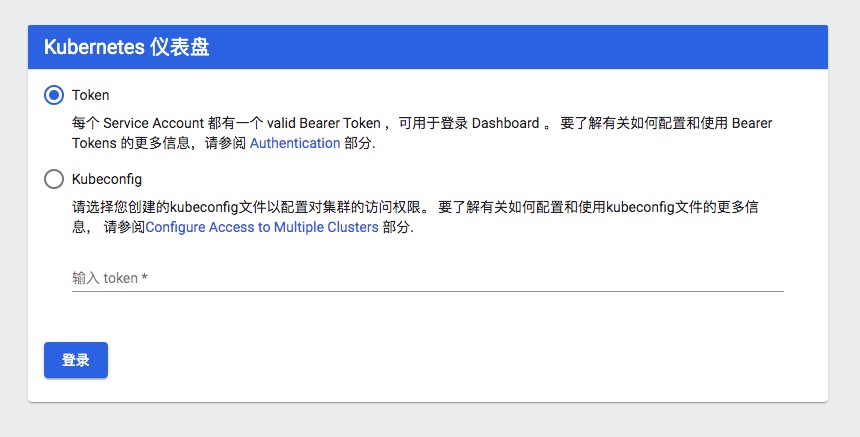 Kubernetes 仪表盘
Token
每个 Service Account 都有一个 valid Bearer Token ，可用于登录 Dashboard 。 要了解有关如何配置和使用 Bearer
Tokens 的更多信息，请参阅 Authentication 部分.
Kubeconfig
请选择您创建的kubeconfig文件以配置对集群的访问权限。 要了解有关如何配置和使用kubeconfig文件的更多信
息， 请参阅Configure Access to Multiple Clusters 部分.
输入 token *
登录